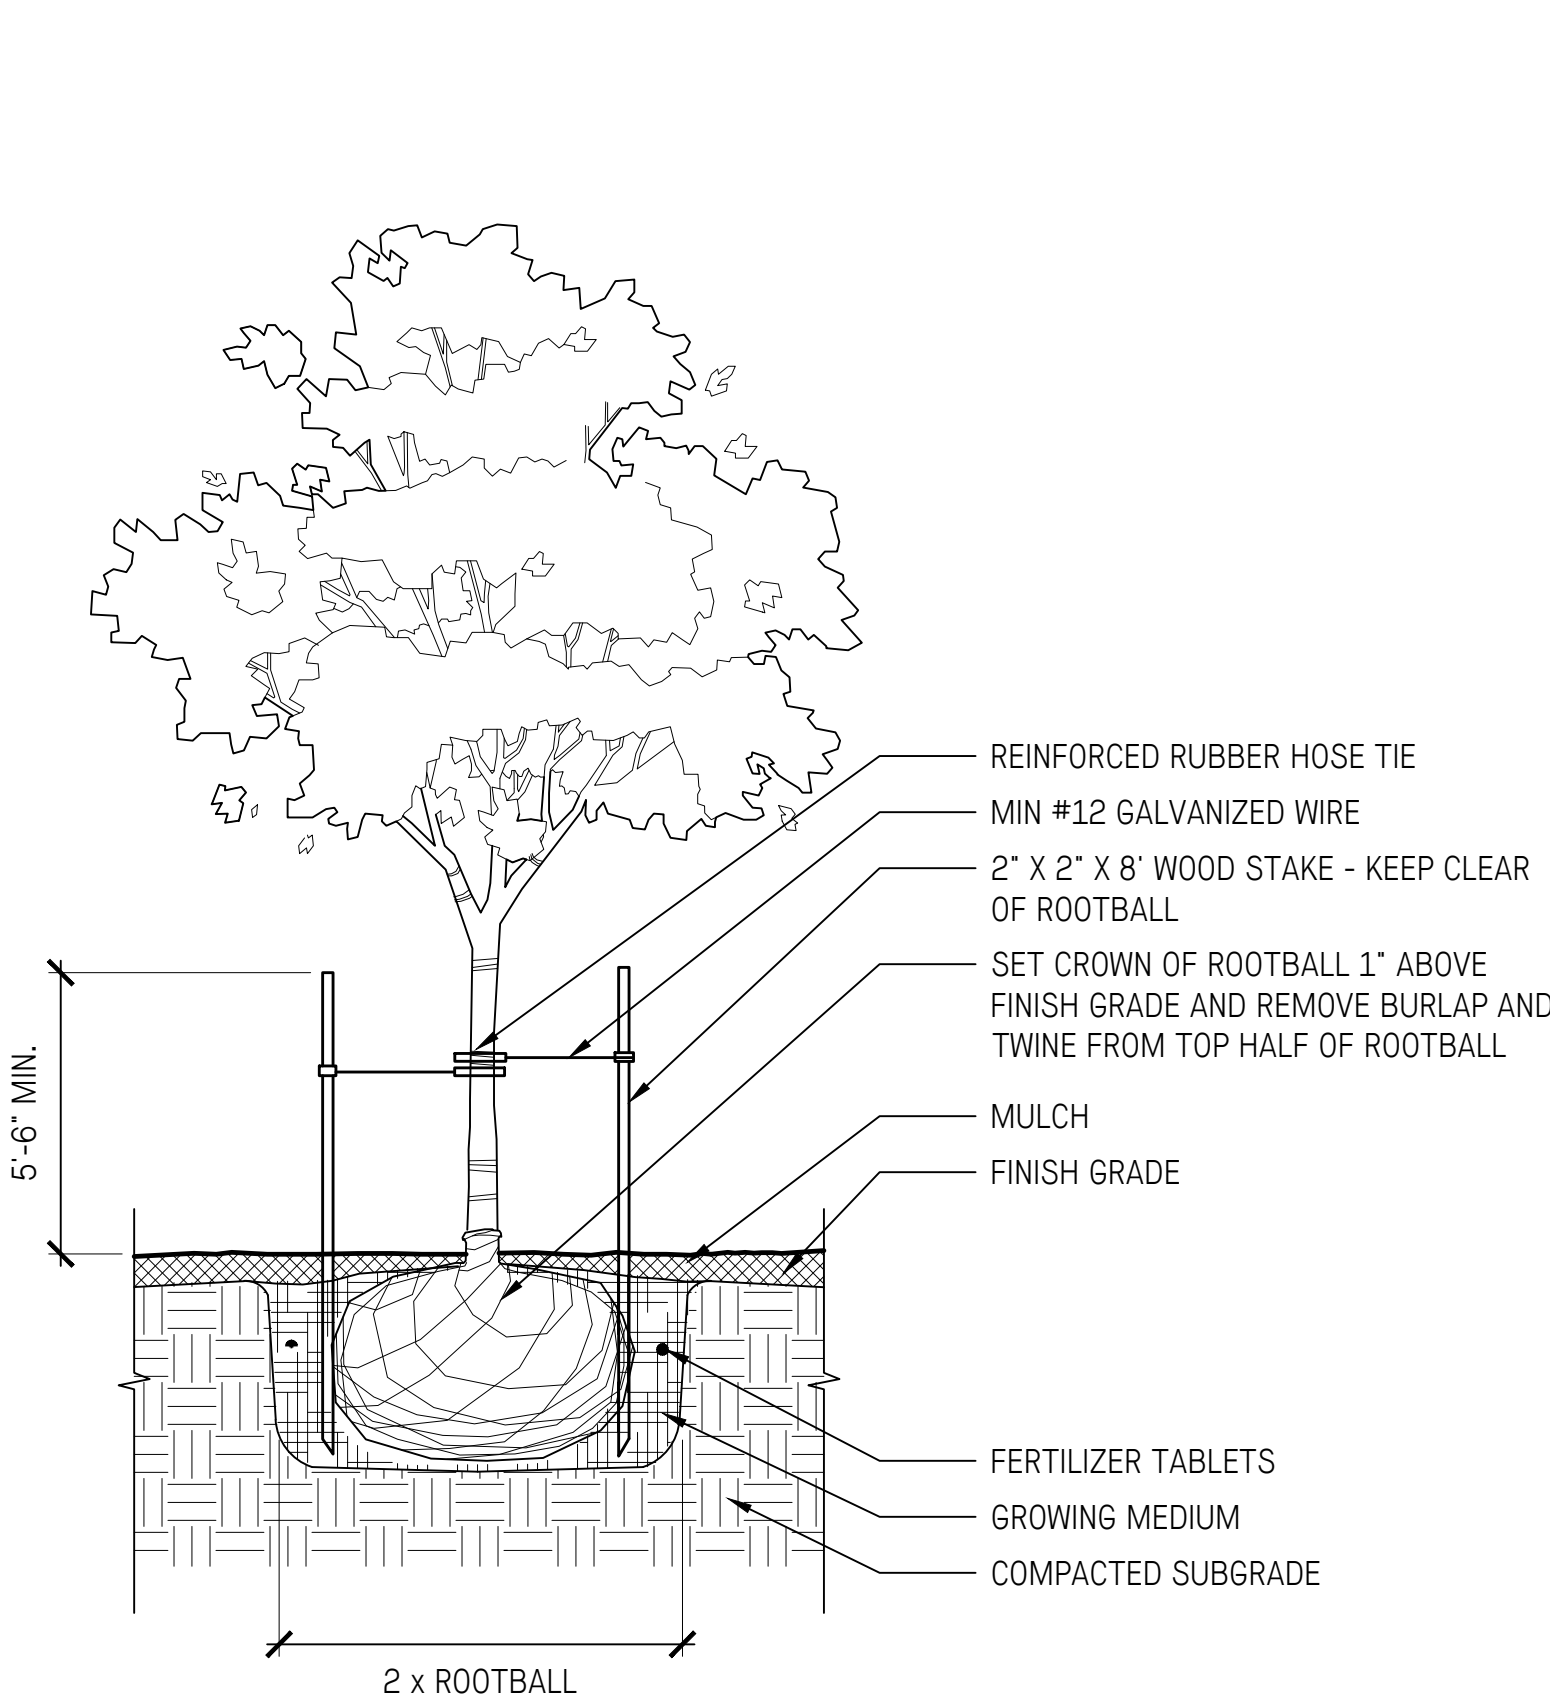 REINFORCED RUBBER HOSE TIE
MIN #12 GALVANIZED WIRE
2" X 2" X 8' WOOD STAKE - KEEP CLEAR
OF ROOTBALL
SET CROWN OF ROOTBALL 1" ABOVE
FINISH GRADE AND REMOVE BURLAP AND
TWINE FROM TOP HALF OF ROOTBALL
5'-6" MIN.
MULCH
FINISH GRADE
FERTILIZER TABLETS
GROWING MEDIUM
COMPACTED SUBGRADE
2 x ROOTBALL